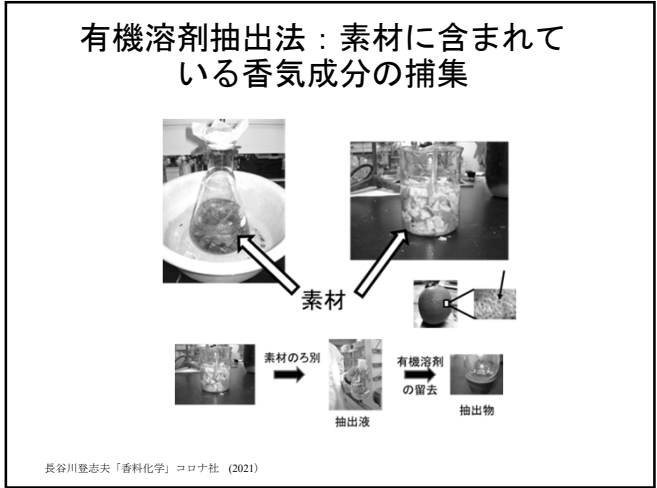 有機溶剤抽出法：素材に含まれて
いる香気成分の捕集
素材
素材のろ別
有機溶剤
の留去
抽出液
抽出物
長谷川登志夫「香料化学」コロナ社 (2021)